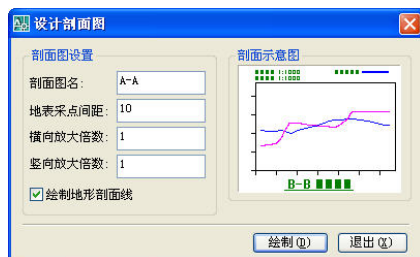 设计剖面图
剖面图设置
剖面图名: A-A
地表采点间距: 10
横向放大倍数: 1
竖向放大倍数: 1
绘制地形剖面线
剖面示意图
1:1000
1:1000
B-B
绘制(D) 退出(X)